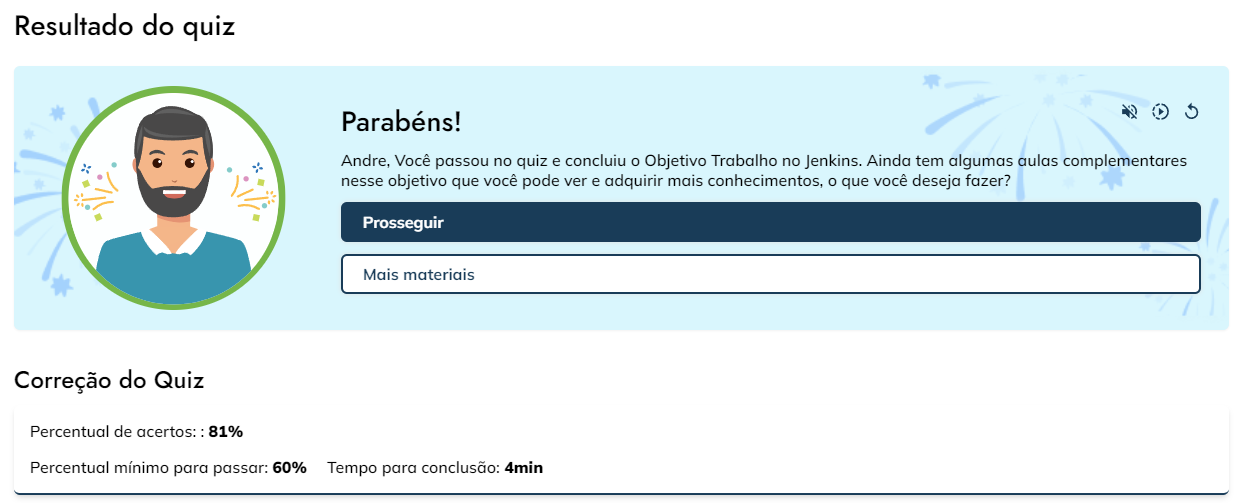 Resultado do quiz
Parabéns!
Andre, Você passou no quiz e concluiu o Objetivo Trabalho no Jenkins. Ainda tem algumas aulas complementares
nesse objetivo que você pode ver e adquirir mais conhecimentos, o que você deseja fazer?
Prosseguir
Mais materiais
Correção do Quiz
Percentual de acertos: : 81%
Percentual mínimo para passar: 60% Tempo para conclusão: 4min